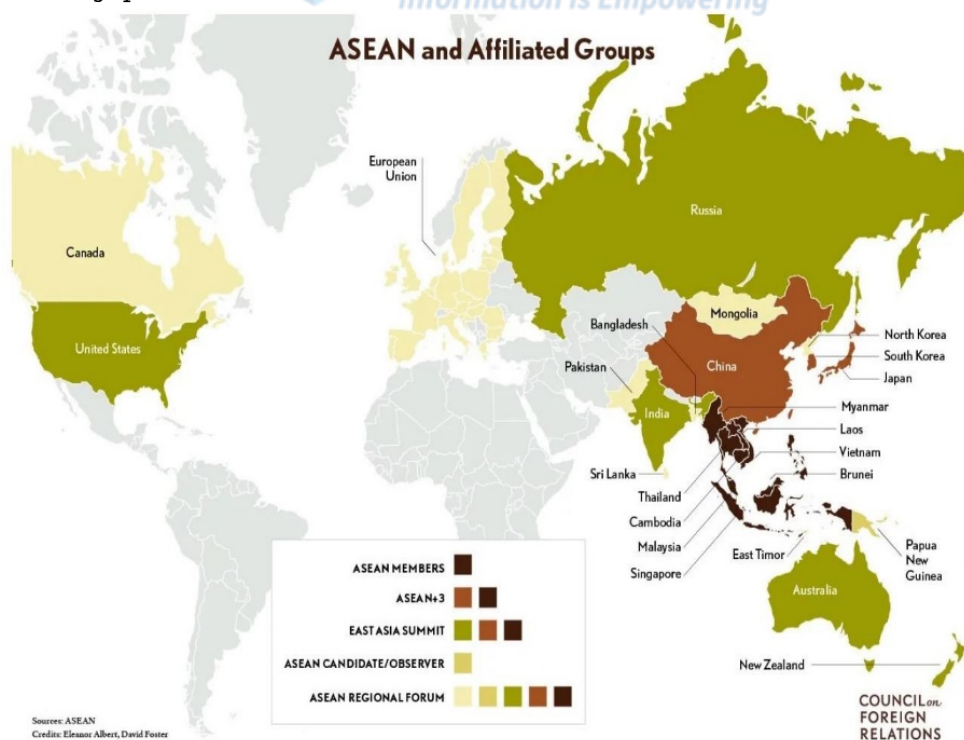 Information is Empowering
ASEAN and Affiliated Groups
European
Union
Russia
Canada
Mongolia
Bangladesh
North Korea
United States
South Korea
Pakistan
China
Japan
India
Myanmar
Laos
Vietnam
Sri Lanka
Brunei
Thailand
Cambodia
Malaysia
East Timor
Papua
New
Guinea
Singapore
ASEAN MEMBERS
ASEAN+3
Australia
EAST ASIA SUMMIT
ASEAN CANDIDATE/OBSERVER
New Zealand
ASEAN REGIONAL FORUM
COUNCIL on
FOREIGN
RELATIONS
Sources: ASEAN
Credits: Eleanor Albert, David Foster